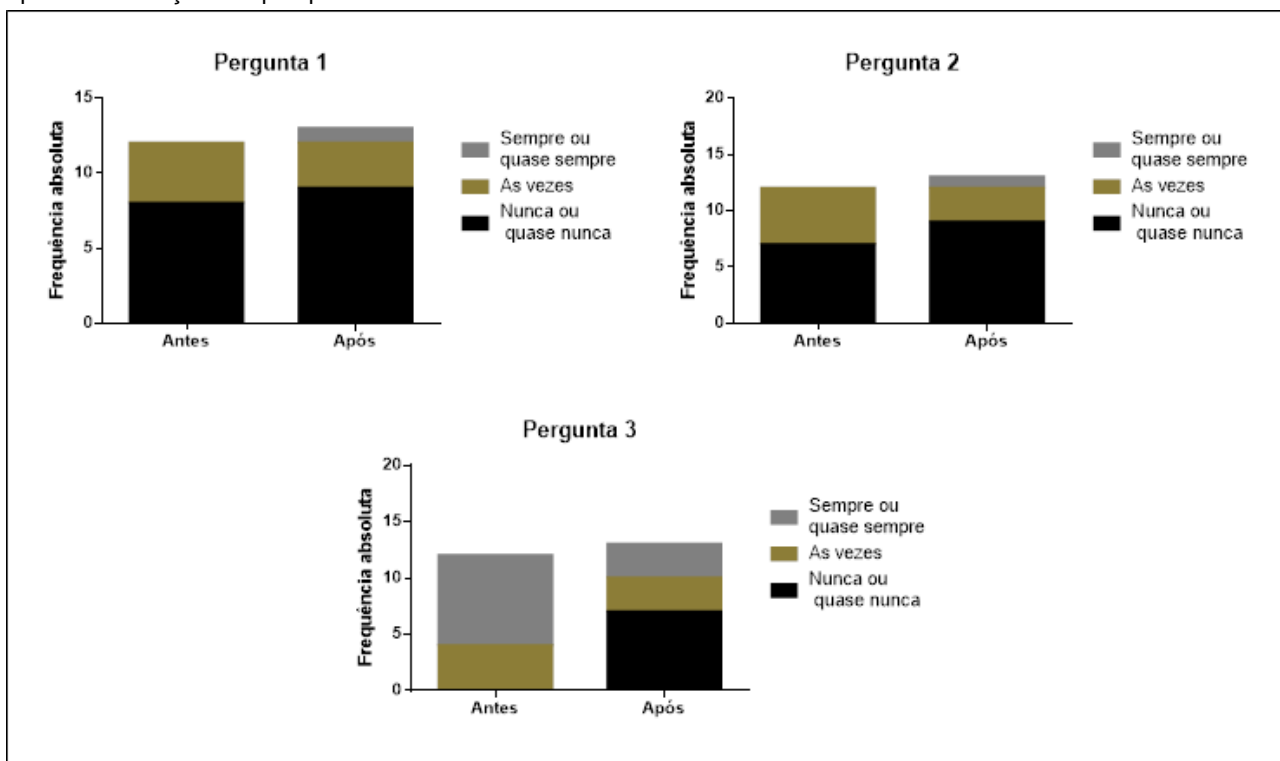 Pergunta 1
Frequência absoluta
15
10
5
0
Antes
Após
Sempre ou
quase sempre
As vezes
Nunca ou
quase nunca
Pergunta 2
Frequência absoluta
20
15
10
5
0
Antes
Após
Sempre ou
quase sempre
As vezes
Nunca ou
quase nunca
Pergunta 3
Frequência absoluta
20
15
10
5
0
Antes
Após
Sempre ou
quase sempre
As vezes
Nunca ou
quase nunca